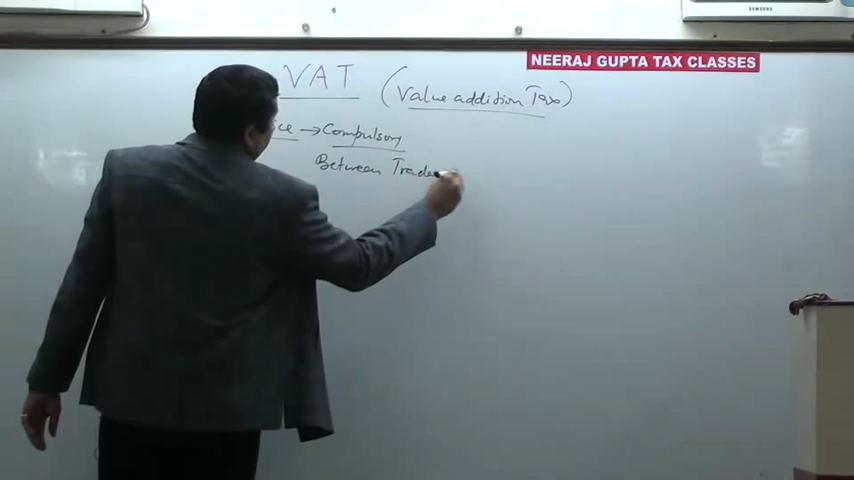 NEERAJ GUPTA TAX CLASSES
VAT (Value addition Tax)
→ Compulsory
Between